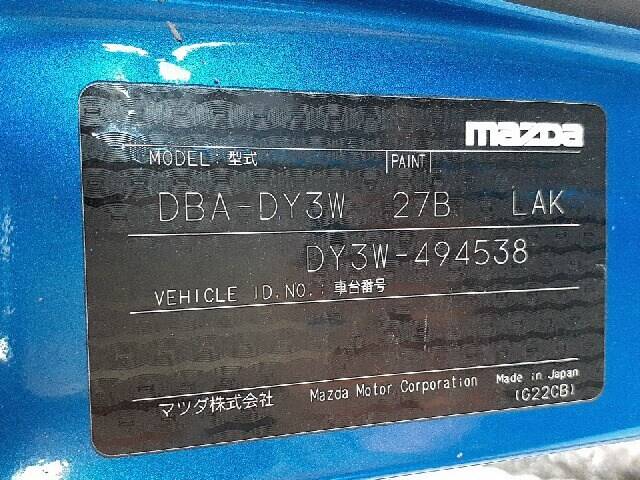 mazda
MODEL : 型式 PAINT
DBA-DY3W 27B LAK
DY3W-494538
VEHICLE ID.NO. : 車台番号
マツダ株式会社 Mazda Motor Corporation Made in Japan
(G22CB)